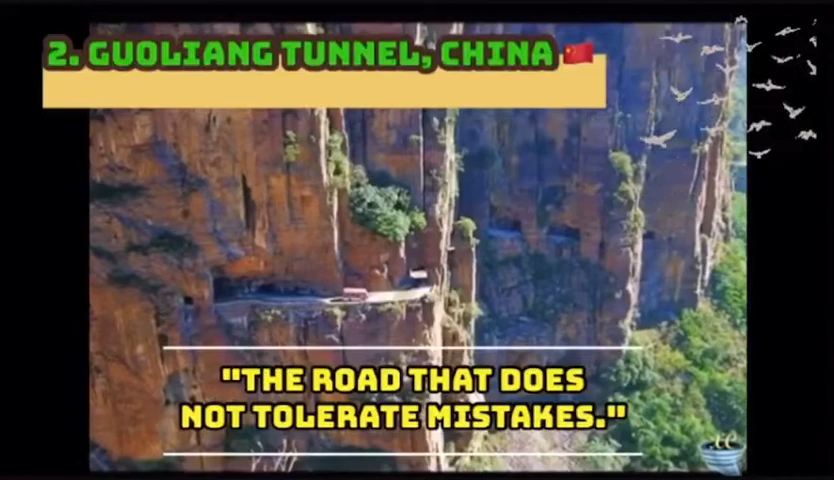 2. GUOLIANG TUNNEL, CHINA 🇨🇳
"THE ROAD THAT DOES
NOT TOLERATE MISTAKES."